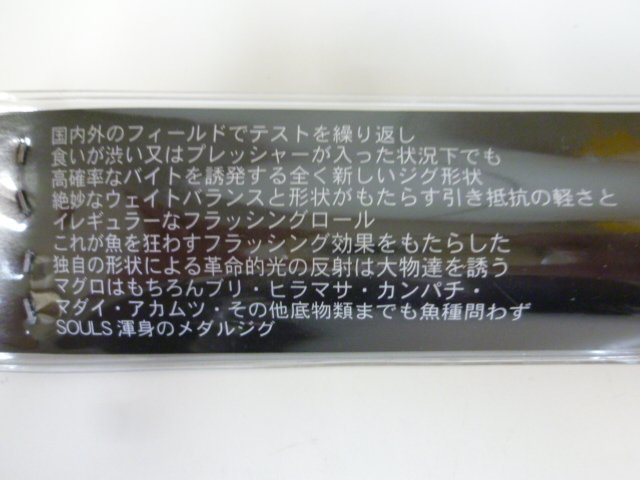 国内外のフィールドでテストを繰り返し
食いが渋い又はプレッシャーが入った状況下でも
高確率なバイトを誘発する全く新しいジグ形状
絶妙なウェイトバランスと形状がもたらす引き抵抗の軽さと
イレギュラーなフラッシングロール
これが魚を狂わすフラッシング効果をもたらした
独自の形状による革命的光の反射は大物達を誘う
マグロはもちろんブリ・ヒラマサ・カンパチ・
マダイ・アカムツ・その他底物類までも魚種問わず
SOULS 渾身のメダルジグ